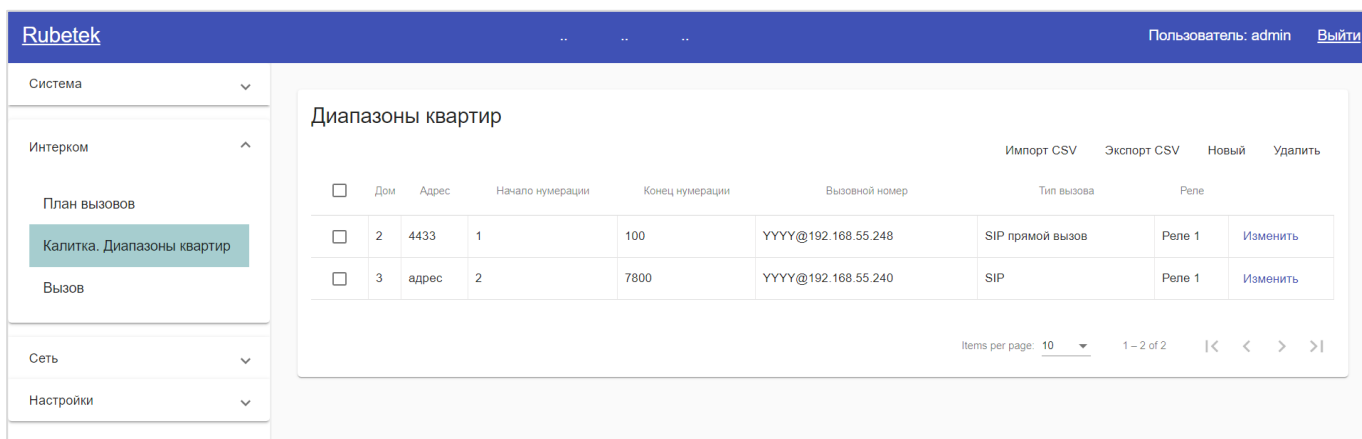 Rubetek .. .. .. Пользователь: admin Выйти
Система
Интерком
План вызовов
Калитка. Диапазоны квартир
Вызов
Сеть
Настройки
Диапазоны квартир
Импорт CSV Экспорт CSV Новый Удалить
Дом Адрес Начало нумерации Конец нумерации Вызовной номер Тип вызова Реле
2 4433 1 100 YYYY@192.168.55.248 SIP прямой вызов Реле 1 Изменить
3 адрес 2 7800 YYYY@192.168.55.240 SIP Реле 1 Изменить
Items per page: 10 1 – 2 of 2